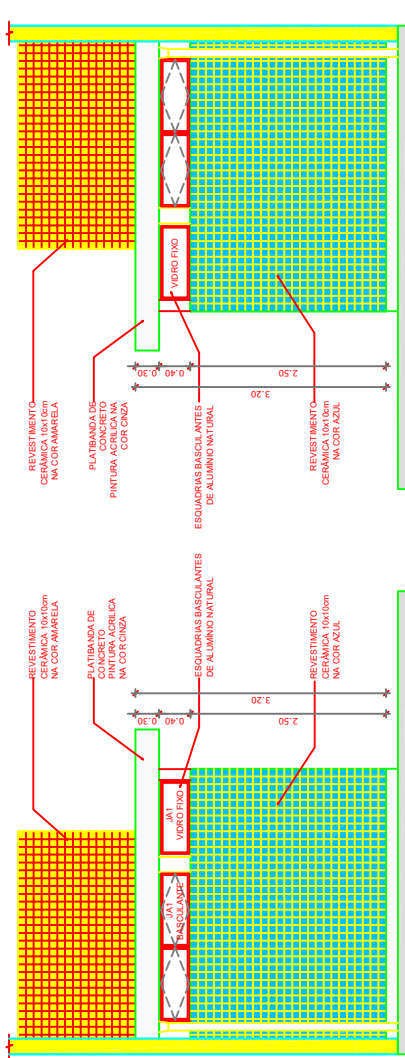 REVESTIMENTO
CERÂMICA 10x10cm
NA COR AMARELA
PLATIBANDA DE
CONCRETO
PINTURA ACRILICA
NA COR CINZA
ESQUADRIAS BASCULANTES
DE ALUMÍNIO NATURAL
REVESTIMENTO
CERÂMICA 10x10cm
NA COR AZUL
0.30
0.40
2.50
3.20
JA1
BASCULANTE
JA1
VIDRO FIXO
REVESTIMENTO
CERÂMICA 10x10cm
NA COR AMARELA
PLATIBANDA DE
CONCRETO
PINTURA ACRILICA NA
COR CINZA
ESQUADRIAS BASCULANTES
DE ALUMÍNIO NATURAL
REVESTIMENTO
CERÂMICA 10x10cm
NA COR AZUL
0.30
0.40
2.50
3.20
VIDRO FIXO